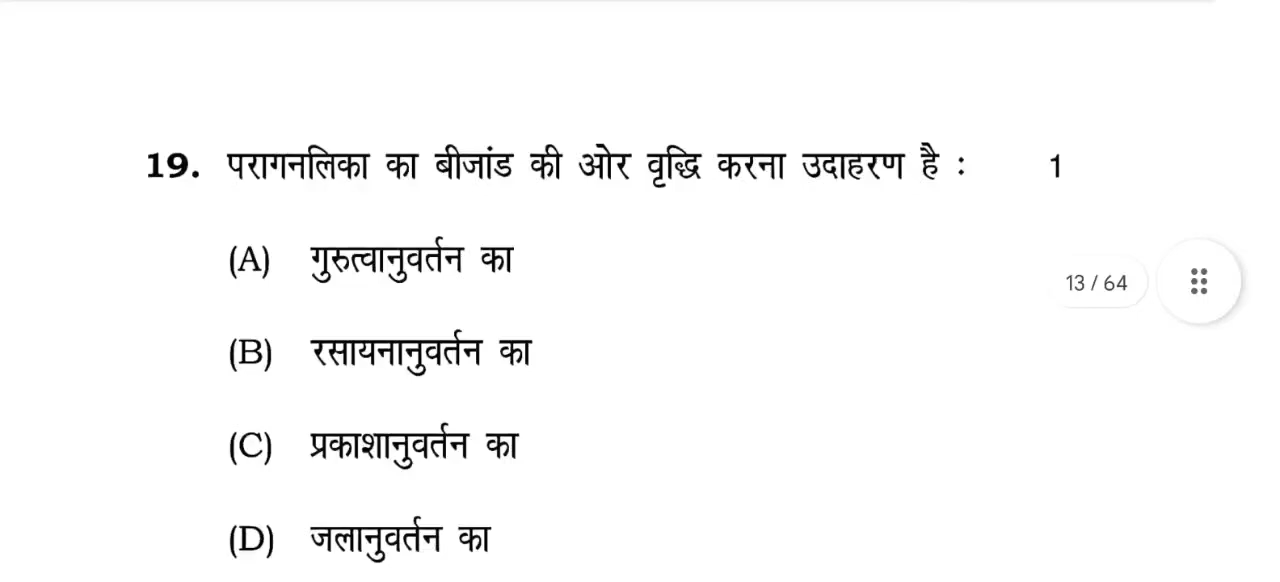 19. परागनलिका का बीजांड की ओर वृद्धि करना उदाहरण है : 1
(A) गुरुत्वानुवर्तन का
13 / 64
(B) रसायनानुवर्तन का
(C) प्रकाशानुवर्तन का
(D) जलानुवर्तन का